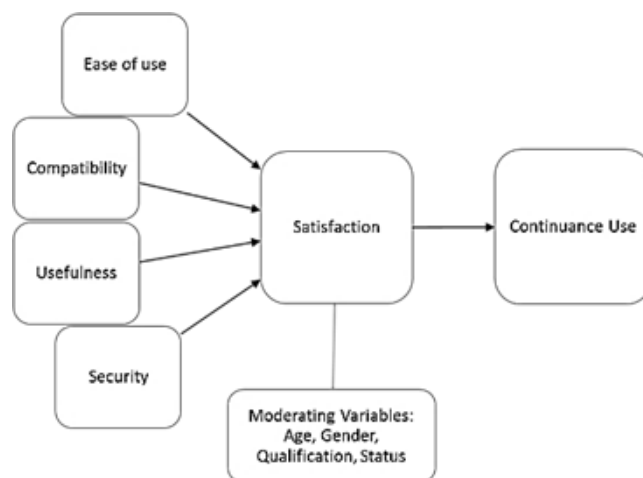 Ease of use
Compatibility
Usefulness
Security
Satisfaction
Continuance Use
Moderating Variables:
Age, Gender,
Qualification, Status